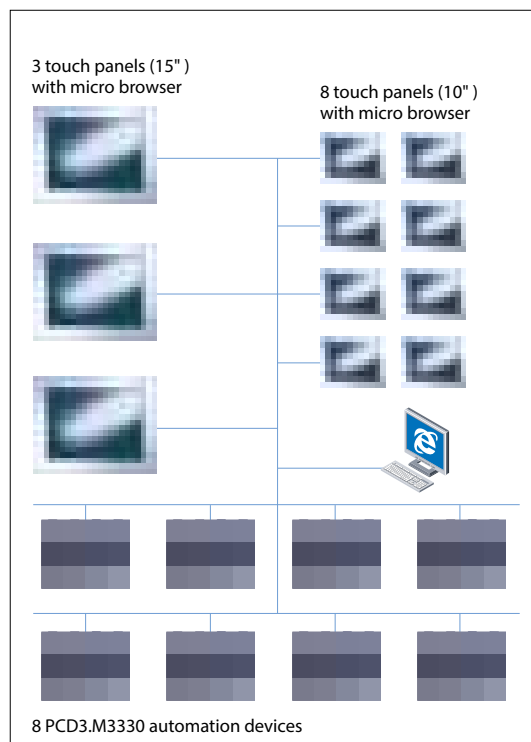 3 touch panels (15" )
with micro browser
8 touch panels (10" )
with micro browser
8 PCD3.M3330 automation devices